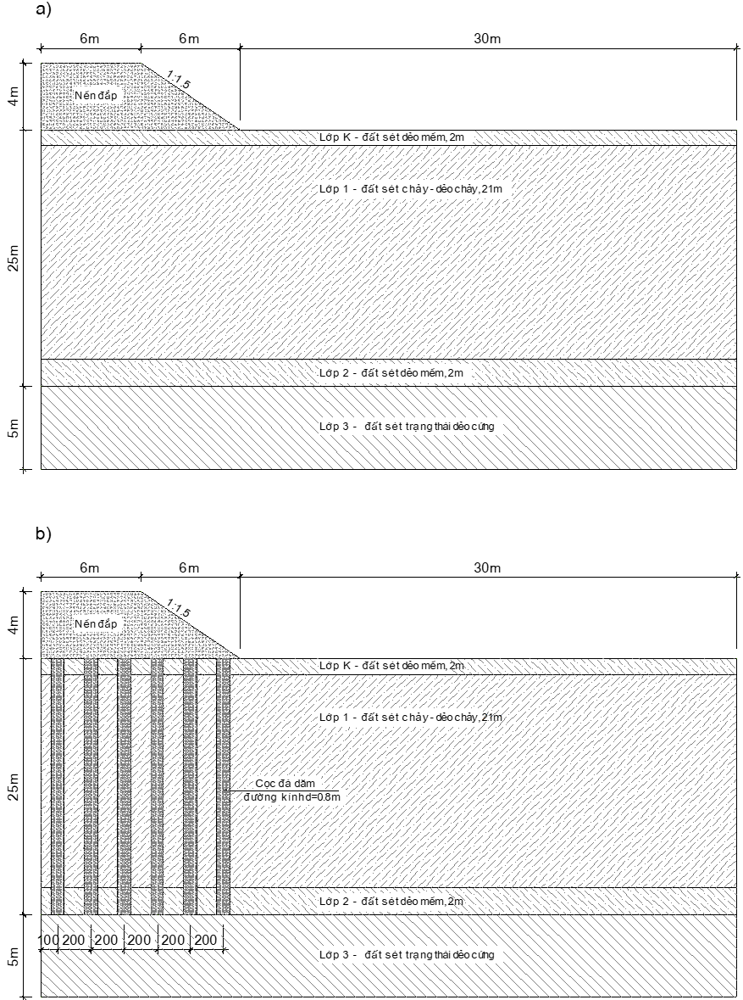 a)
6m 6m 30m
4m
1:1.5
Nền đắp
Lớp K - đất sét dẻo mềm, 2m
Lớp 1 - đất sét chảy - dẻo chảy, 21m
25m
Lớp 2 - đất sét dẻo mềm, 2m
5m
Lớp 3 - đất sét trạng thái dẻo cứng
b)
6m 6m 30m
4m
1:1.5
Nền đắp
Lớp K - đất sét dẻo mềm, 2m
Lớp 1 - đất sét chảy - dẻo chảy, 21m
25m
Cọc đá dăm
đường kính d=0.8m
Lớp 2 - đất sét dẻo mềm, 2m
100 200 200 200 200 200
5m
Lớp 3 - đất sét trạng thái dẻo cứng